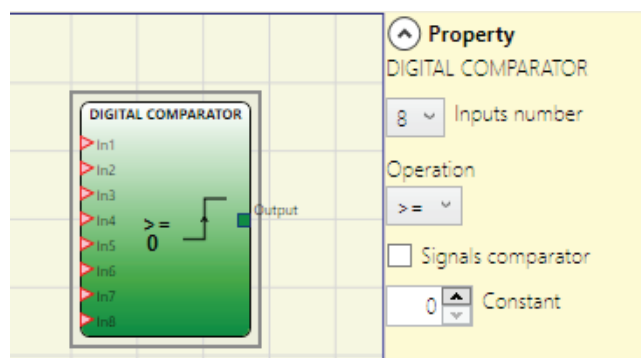 DIGITAL COMPARATOR
In1
In2
In3
In4
In5
In6
In7
In8
>=
0
Output
Property
DIGITAL COMPARATOR
8 Inputs number
Operation
>=
Signals comparator
0 Constant